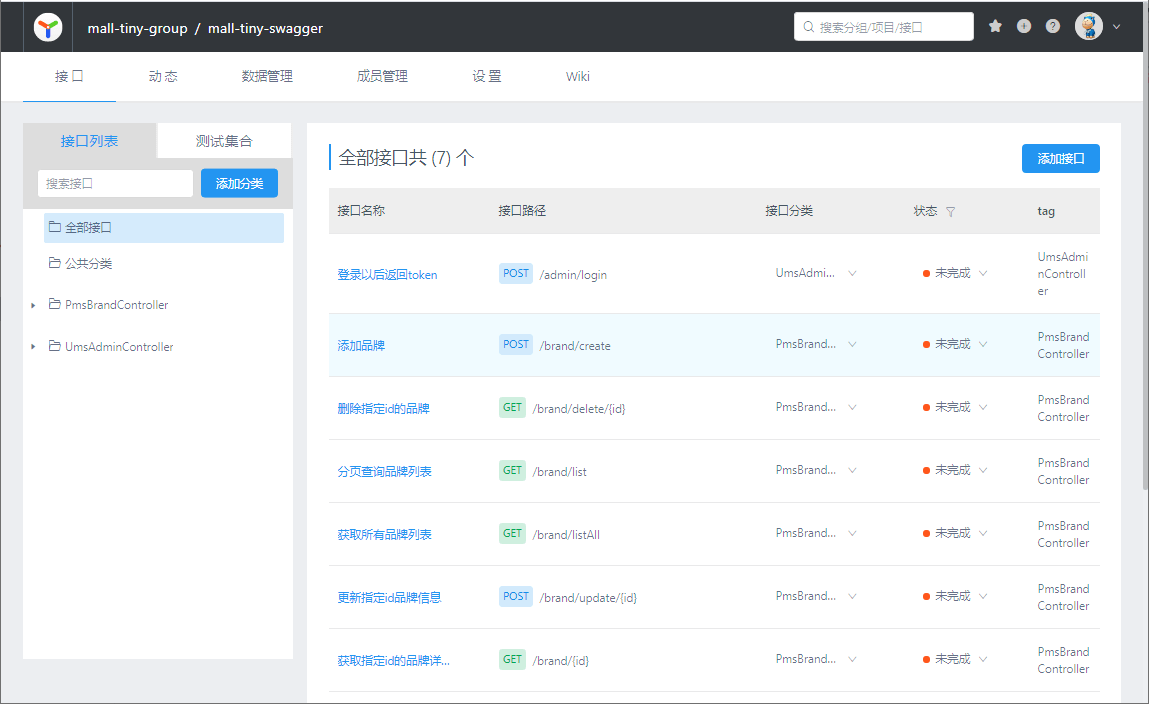 mall-tiny-group / mall-tiny-swagger
搜索分组/项目/接口
接 口 动 态 数据管理 成员管理 设 置 Wiki
接口列表 测试集合
搜索接口 添加分类
全部接口
公共分类
PmsBrandController
UmsAdminController
全部接口共 (7) 个 添加接口
接口名称 接口路径 接口分类 状态 tag
登录以后返回token POST /admin/login UmsAdmi... 未完成 UmsAdmi
nControll
er
添加品牌 POST /brand/create PmsBrand... 未完成 PmsBrand
Controller
删除指定id的品牌 GET /brand/delete/{id} PmsBrand... 未完成 PmsBrand
Controller
分页查询品牌列表 GET /brand/list PmsBrand... 未完成 PmsBrand
Controller
获取所有品牌列表 GET /brand/listAll PmsBrand... 未完成 PmsBrand
Controller
更新指定id品牌信息 POST /brand/update/{id} PmsBrand... 未完成 PmsBrand
Controller
获取指定id的品牌详... GET /brand/{id} PmsBrand... 未完成 PmsBrand
Controller